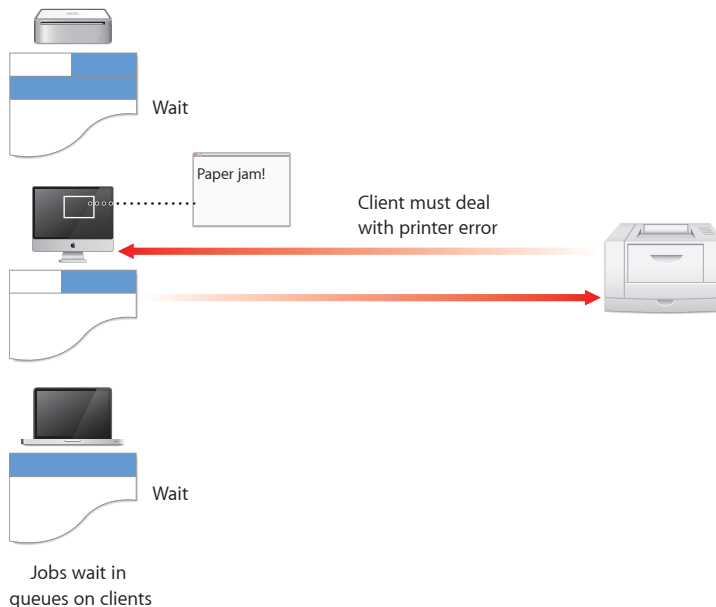 Wait
Paper jam!
Client must deal
with printer error
Wait
Jobs wait in
queues on clients